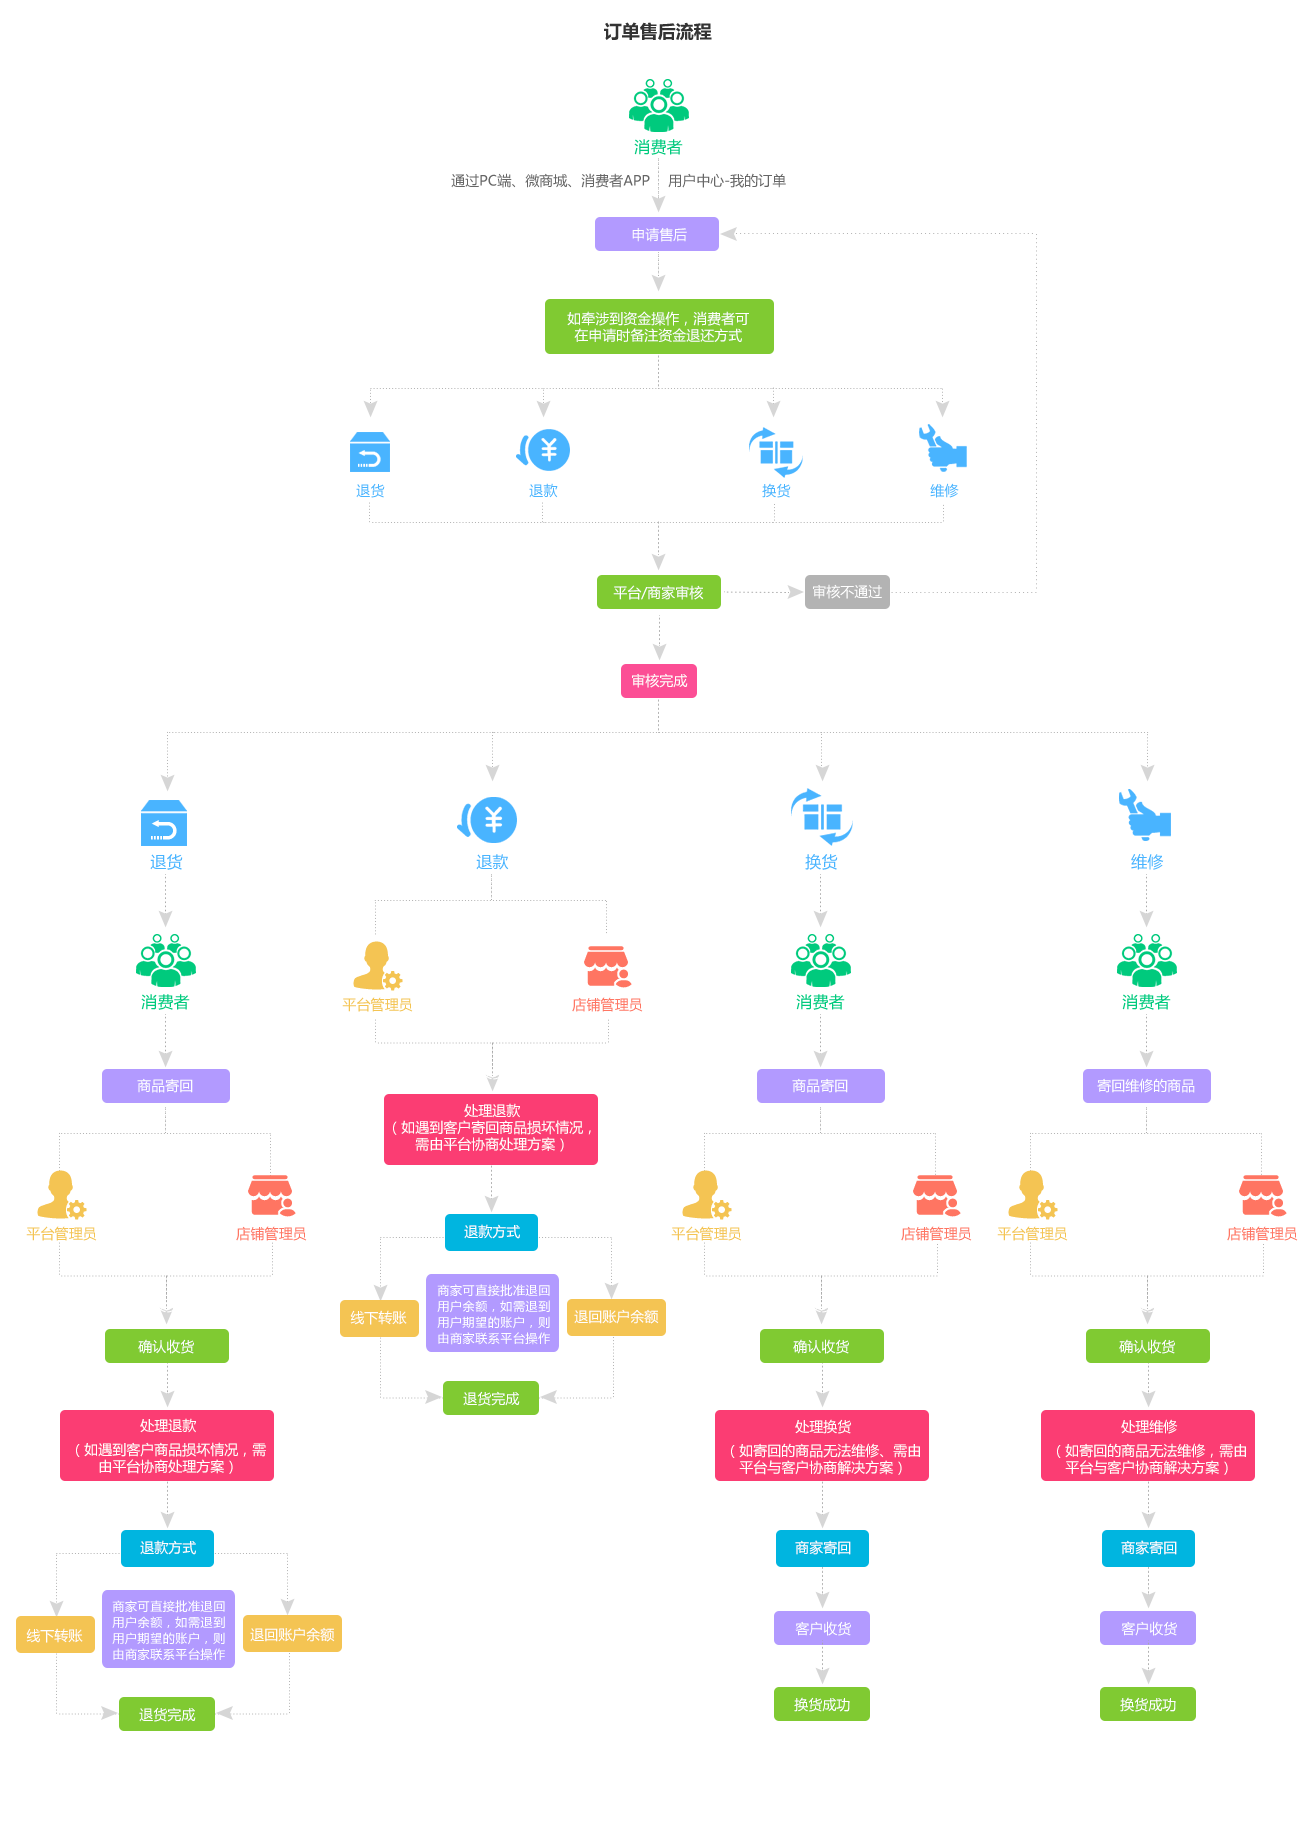 订单售后流程
消费者
通过PC端、微商城、消费者APP
用户中心-我的订单
申请售后
如牵涉到资金操作，消费者可
在申请时备注资金退还方式
退货
退款
换货
维修
平台/商家审核
审核不通过
审核完成
退货
退款
换货
维修
消费者
平台管理员
店铺管理员
消费者
消费者
商品寄回
处理退款
（如遇到客户寄回商品损坏情况，
需由平台协商处理方案）
商品寄回
寄回维修的商品
平台管理员
店铺管理员
退款方式
平台管理员
店铺管理员
平台管理员
店铺管理员
线下转账
商家可直接批准退回
用户余额，如需退到
用户期望的账户，则
由商家联系平台操作
退回账户余额
确认收货
退货完成
确认收货
确认收货
处理退款
（如遇到客户商品损坏情况，需
由平台协商处理方案）
处理换货
（如寄回的商品无法维修、需由
平台与客户协商解决方案）
处理维修
（如寄回的商品无法维修，需由
平台与客户协商解决方案）
退款方式
商家寄回
商家寄回
线下转账
商家可直接批准退回
用户余额，如需退到
用户期望的账户，则
由商家联系平台操作
退回账户余额
客户收货
客户收货
退货完成
换货成功
换货成功